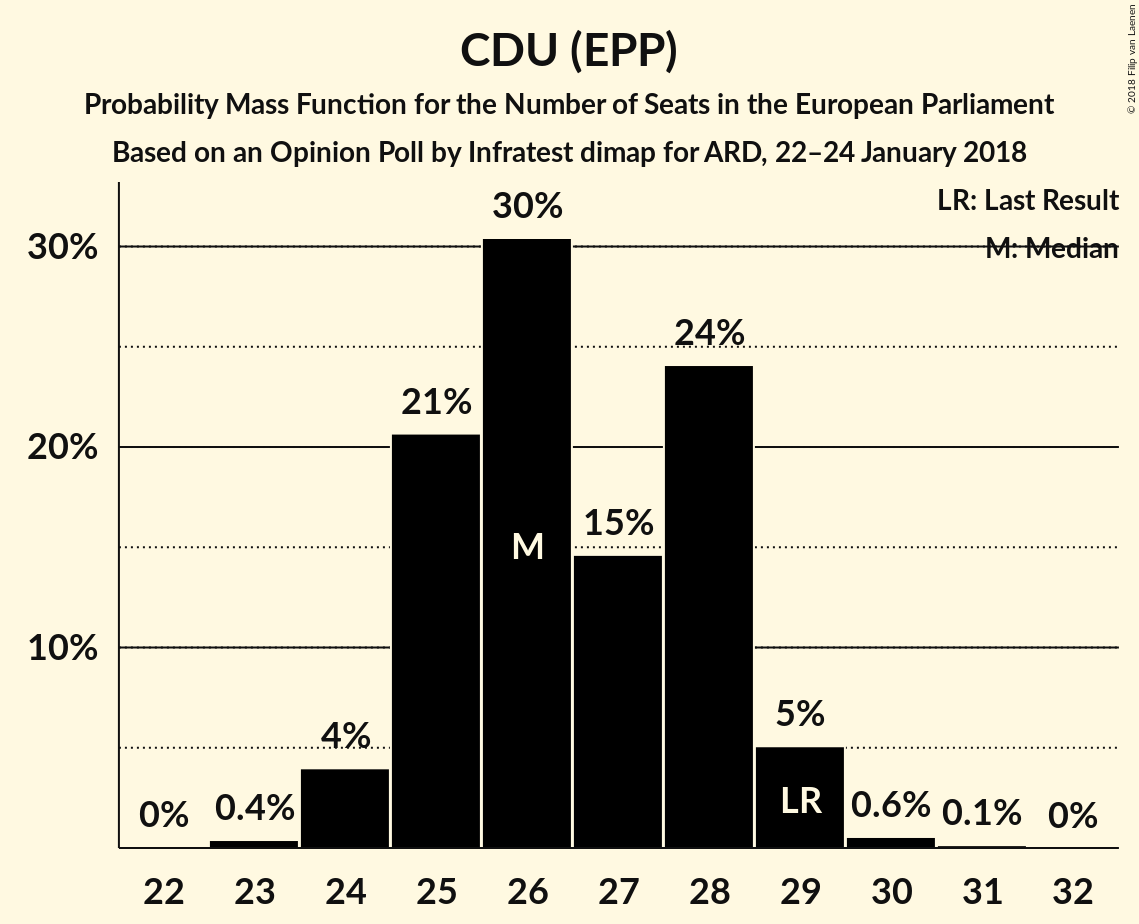 CDU (EPP)
Probability Mass Function for the Number of Seats in the European Parliament
Based on an Opinion Poll by Infratest dimap for ARD, 22–24 January 2018
© 2018 Filip van Laenen
LR: Last Result
M: Median
30%
20%
10%
0%
0.4%
4%
21%
30%
15%
24%
5%
0.6%
0.1%
0%
M
LR
22 23 24 25 26 27 28 29 30 31 32